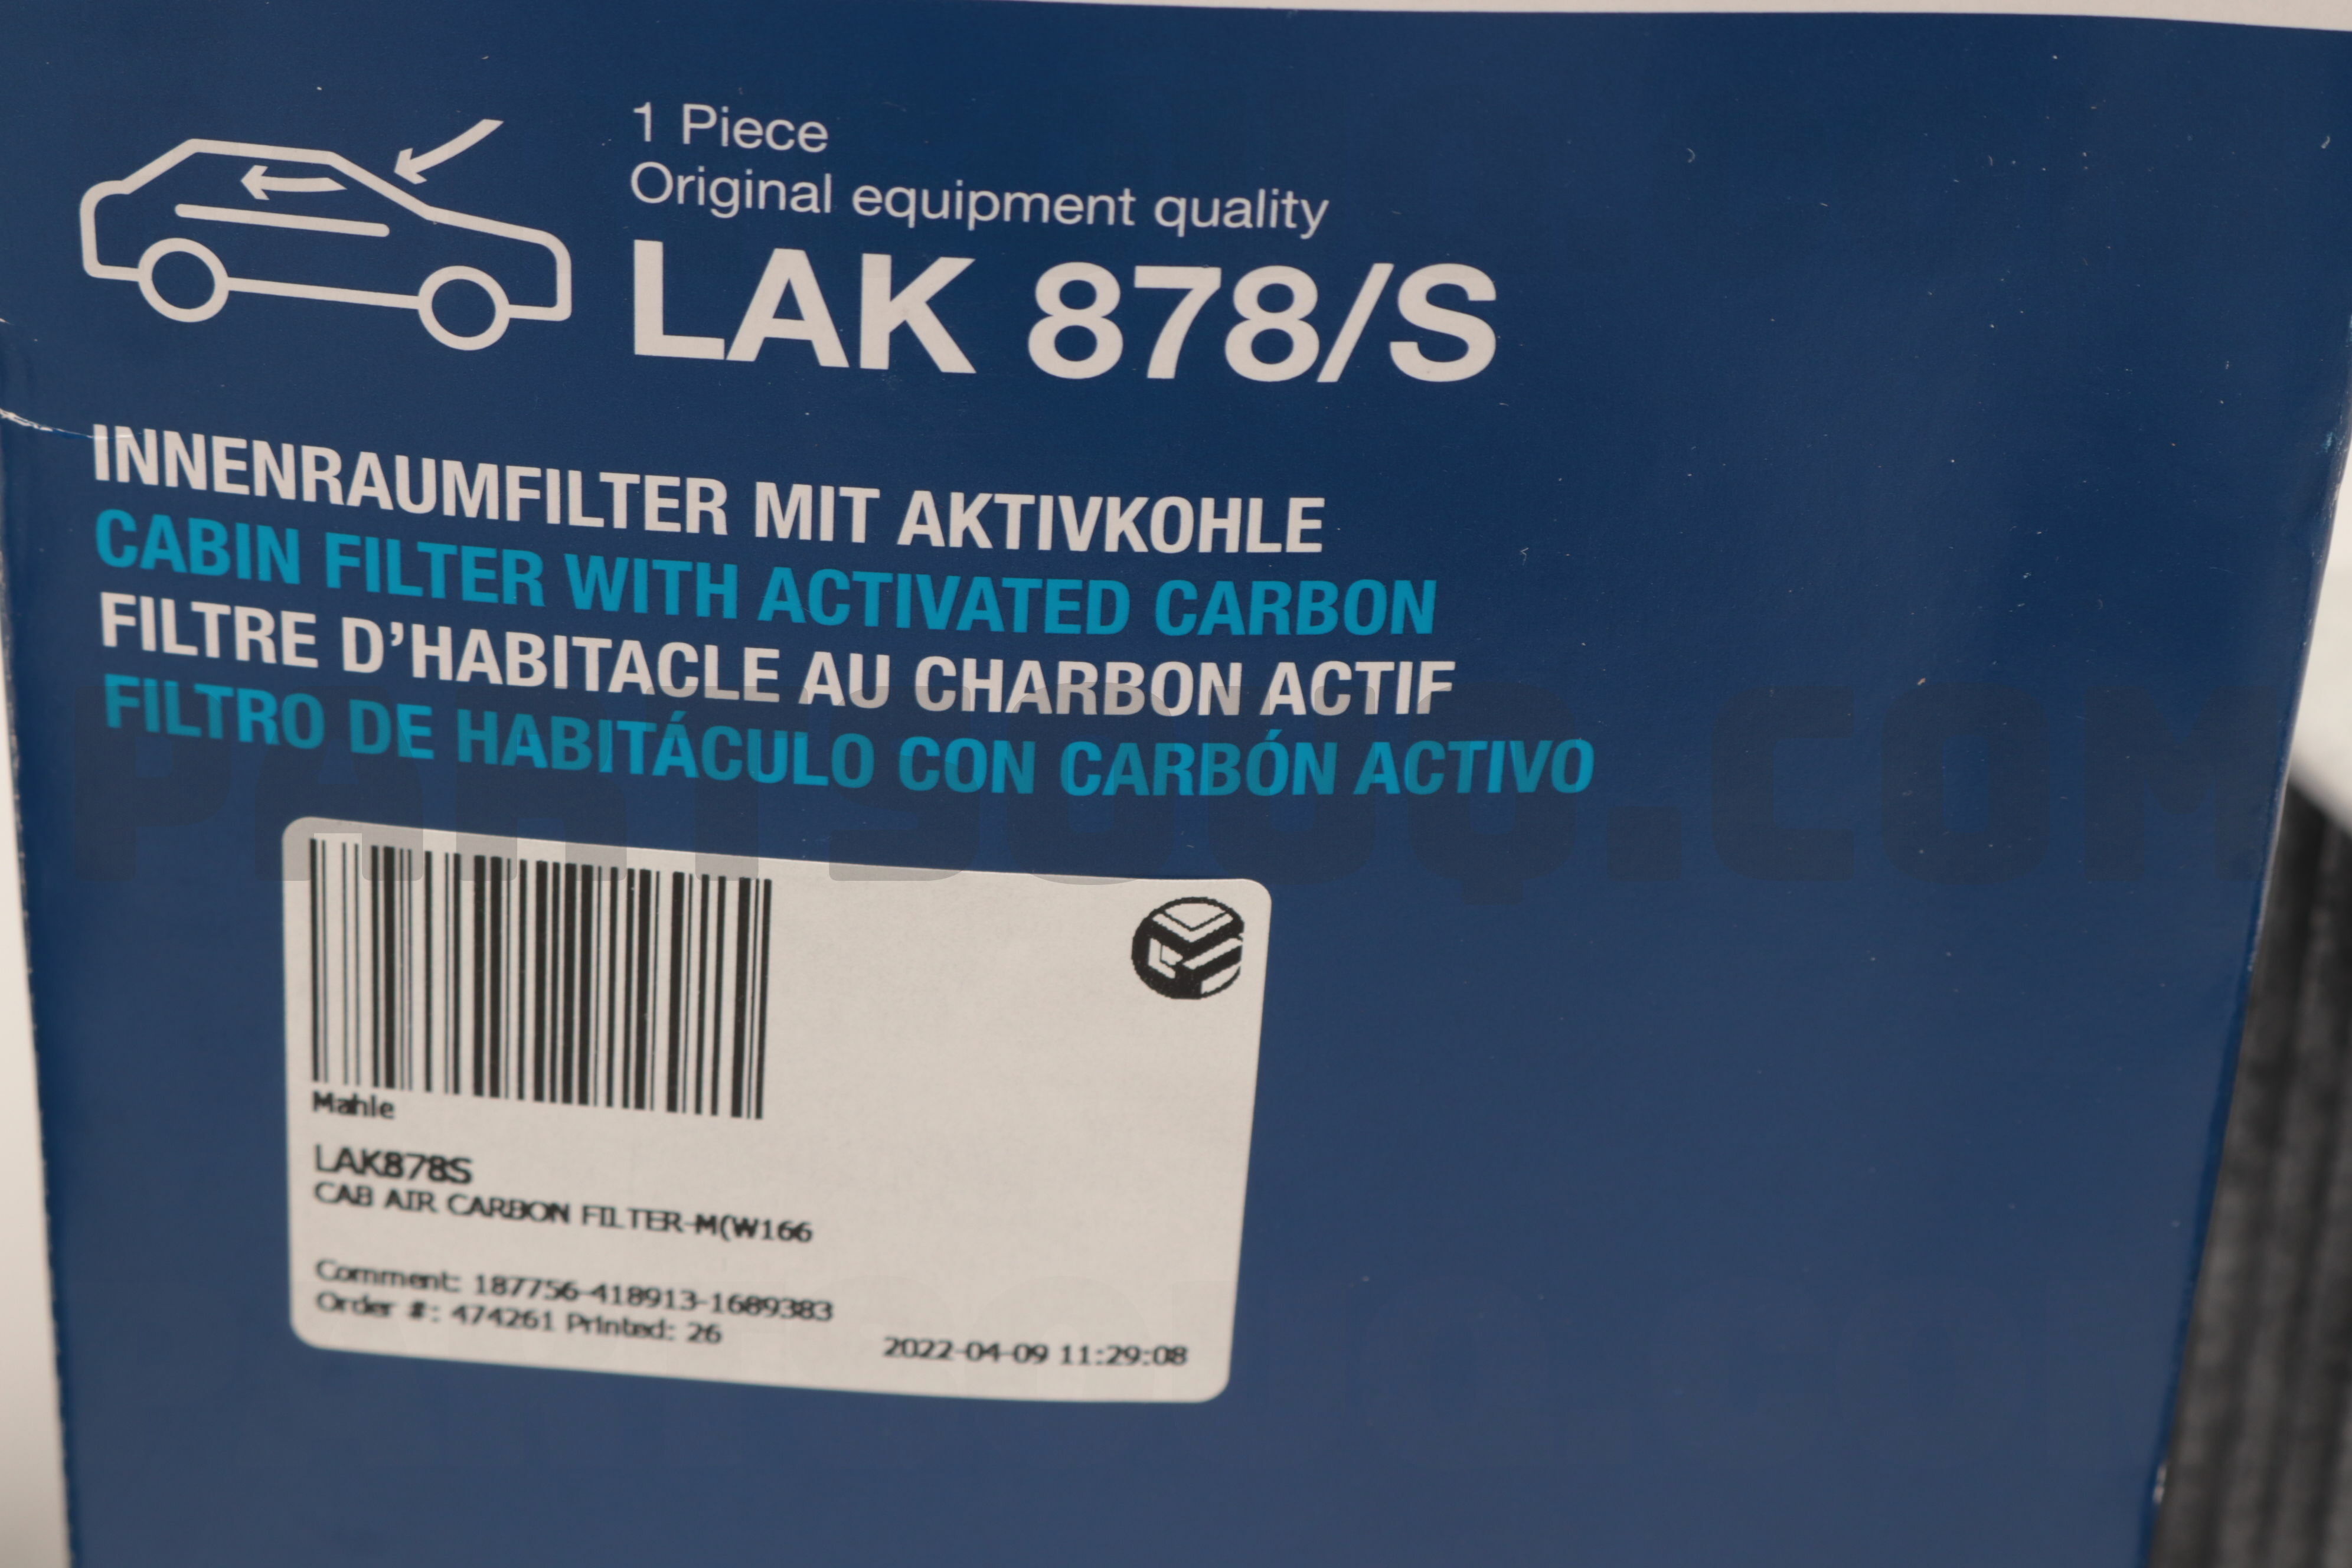 1 Piece
Original equipment quality
LAK 878/S
INNENRAUMFILTER MIT AKTIVKOHLE
CABIN FILTER WITH ACTIVATED CARBON
FILTRE D'HABITACLE AU CHARBON ACTIF
FILTRO DE HABITÁCULO CON CARBÓN ACTIVO
PARTSOUQ.COM
Mahle
LAK878S
CAB AIR CARBON FILTER-M(W166
Comment: 187756-418913-1689383
Order #: 474261 Printed: 26
2022-04-09 11:29:08